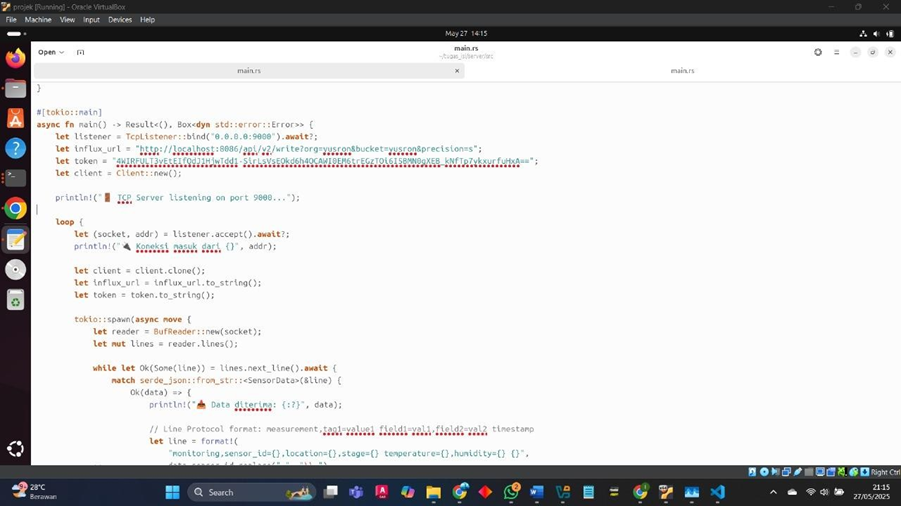 projek [Running] - Oracle VirtualBox
File Machine View Input Devices Help
May 27 14:15
Open
main.rs
main.rs
main.rs
}
#[tokio::main]
async fn main() -> Result<(), Box<dyn std::error::Error>> {
let listener = TcpListener::bind("0.0.0.0:9000").await?;
let influx_url = "http://localhost:8086/api/v2/write?org=yusron&bucket=yusron&precision=s";
let token =
let client = Client::new();
println!(" TCP Server listening on port 9000...");
loop {
let (socket, addr) = listener.accept().await?;
println!("🔌 Koneksi masuk dari {}", addr);
let client = client.clone();
let influx_url = influx_url.to_string();
let token = token.to_string();
tokio::spawn(async move {
let reader = BufReader::new(socket);
let mut lines = reader.lines();
while let Ok(Some(line)) = lines.next_line().await {
match serde_json::from_str::<SensorData>(&line) {
Ok(data) => {
println!("📥 Data diterima: {:?}", data);
// Line Protocol format: measurement,tag1=value1 field1=val1,field2=val2 timestamp
let line = format!(
"monitoring,sensor_id={},location={},stage={} temperature={},humidity={} {}",
Right Ctrl
28°C
Berawan
Search
21:15
27/05/2025